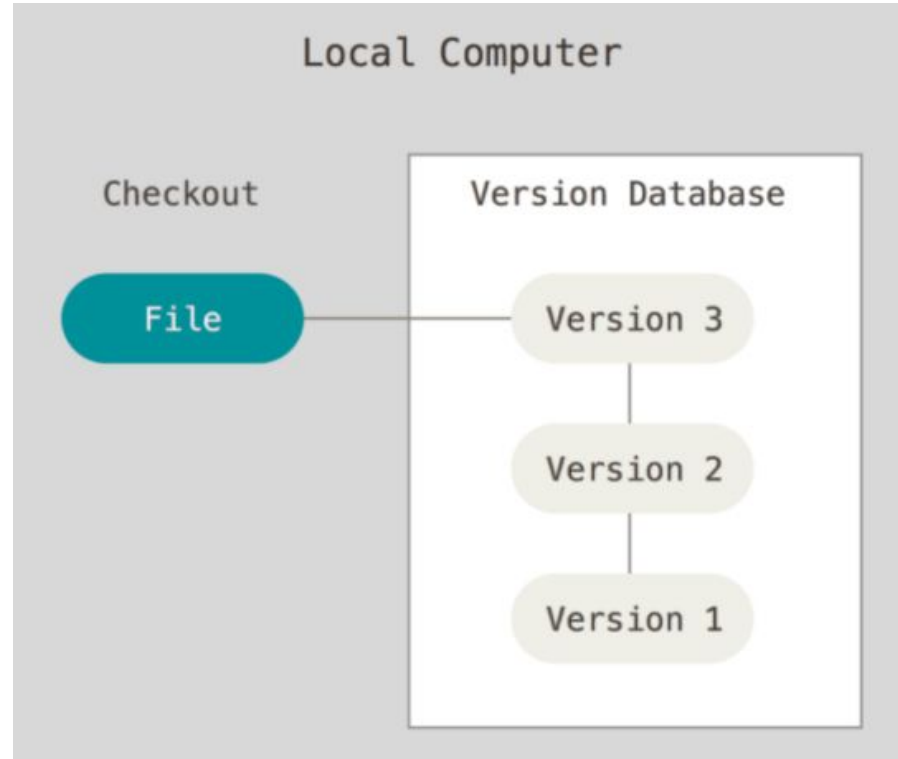 Local Computer
Checkout
Version Database
File
Version 3
Version 2
Version 1